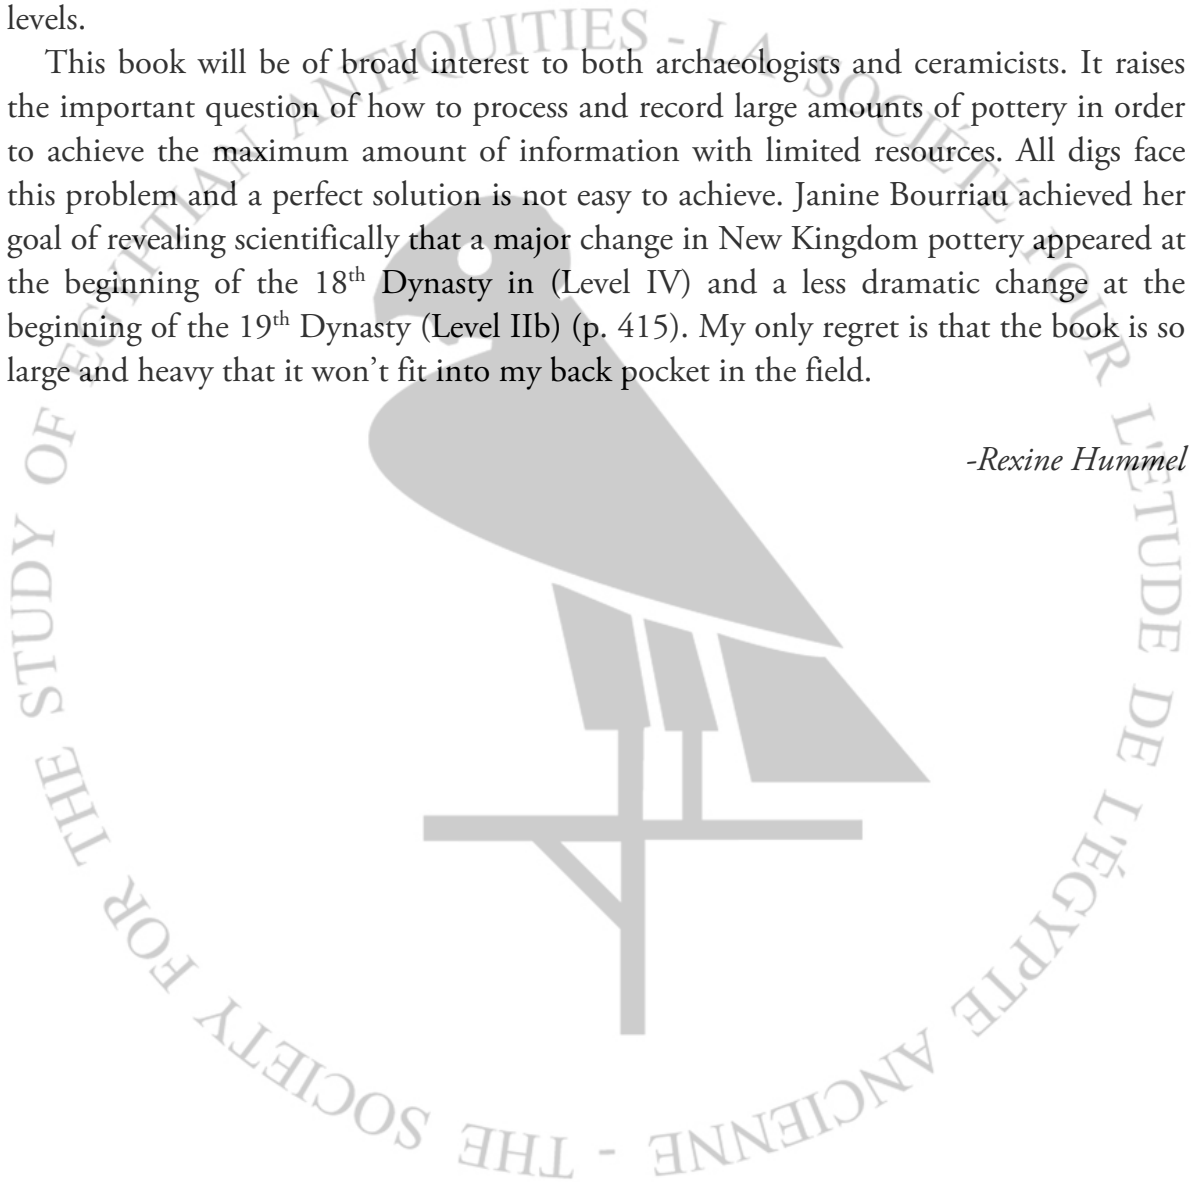 levels.
This book will be of broad interest to both archaeologists and ceramicists. It raises
the important question of how to process and record large amounts of pottery in order
to achieve the maximum amount of information with limited resources. All digs face
this problem and a perfect solution is not easy to achieve. Janine Bourriau achieved her
goal of revealing scientifically that a major change in New Kingdom pottery appeared at
the beginning of the 18th Dynasty in (Level IV) and a less dramatic change at the
beginning of the 19th Dynasty (Level IIb) (p. 415). My only regret is that the book is so
large and heavy that it won’t fit into my back pocket in the field.
-Rexine Hummel
THE SOCIETY FOR THE STUDY OF EGYPTIAN ANTIQUITIES - LA SOCIÉTÉ POUR L'ÉTUDE DE L'ÉGYPTE ANCIENNE -